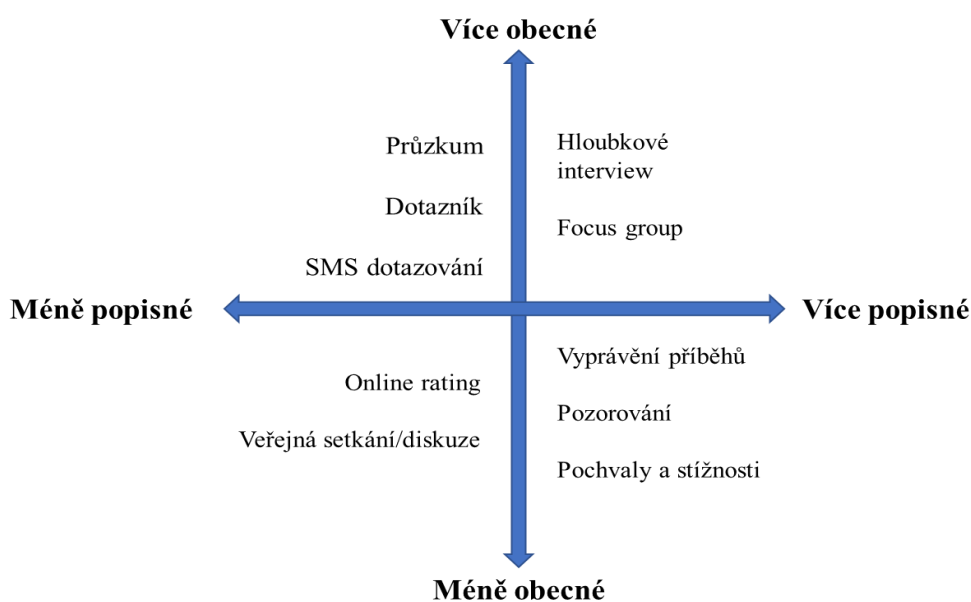 Více obecné
Průzkum
Dotazník
SMS dotazování
Hloubkové
interview
Focus group
Méně popisné
Více popisné
Online rating
Veřejná setkání/diskuze
Vyprávění příběhů
Pozorování
Pochvaly a stížnosti
Méně obecné